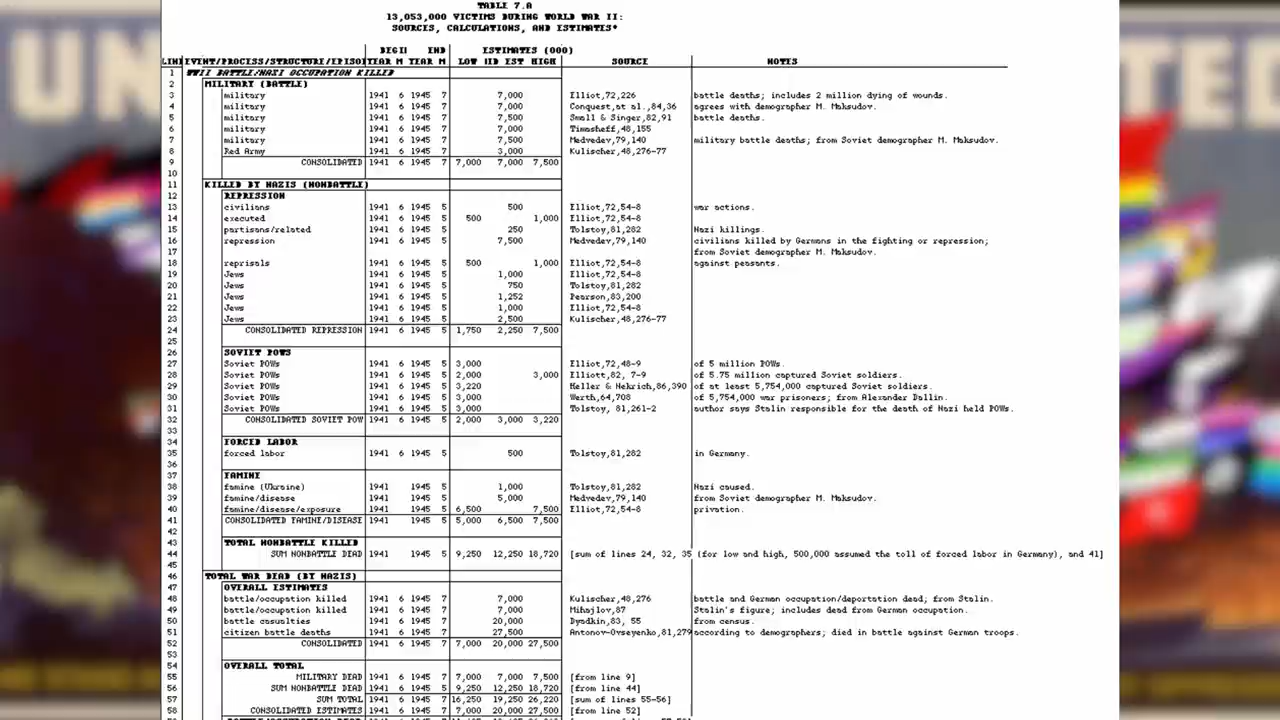 TABLE 7.A
13,053,000 VICTIMS DURING WORLD WAR II:
SOURCES, CALCULATIONS, AND ESTIMATES*
BEGIN END ESTIMATES (000)
LINE EVENT/PROCESS/STRUCTURE/EPISOD YEAR M YEAR M LOW MID EST HIGH SOURCE NOTES
1 WWII BATTLE/NAZI OCCUPATION KILLED
2 MILITARY (BATTLE)
3 military 1941 6 1945 7 7,000 Elliot,72,226 battle deaths; includes 2 million dying of wounds.
4 military 1941 6 1945 7 7,000 Conquest,at al.,84,36 agrees with demographer M. Maksudov.
5 military 1941 6 1945 7 7,500 Small & Singer,82,91 battle deaths.
6 military 1941 6 1945 7 7,000 Timasheff,48,155
7 military 1941 6 1945 7 7,500 Medvedev,79,140 military battle deaths; from Soviet demographer M. Maksudov.
8 Red Army 1941 6 1945 7 3,000 Kulischer,48,276-77
9 CONSOLIDATED 1941 6 1945 7 7,000 7,000 7,500
10
11 KILLED BY NAZIS (NONBATTLE)
12 REPRESSION
13 civilians 1941 6 1945 5 500 Elliot,72,54-8 war actions.
14 executed 1941 6 1945 5 500 1,000 Elliot,72,54-8
15 partisans/related 1941 6 1945 5 250 Tolstoy,81,282 Nazi killings.
16 repression 1941 6 1945 5 7,500 Medvedev,79,140 civilians killed by Germans in the fighting or repression;
17 from Soviet demographer M. Maksudov.
18 reprisals 1941 6 1945 5 500 1,000 Elliot,72,54-8 against peasants.
19 Jews 1941 6 1945 5 1,000 Elliot,72,54-8
20 Jews 1941 6 1945 5 750 Tolstoy,81,282
21 Jews 1941 6 1945 5 1,252 Pearson,83,200
22 Jews 1941 6 1945 5 1,000 Elliot,72,54-8
23 Jews 1941 6 1945 5 2,500 Kulischer,48,276-77
24 CONSOLIDATED REPRESSION 1941 6 1945 5 1,750 2,250 7,500
25
26 SOVIET POWS
27 Soviet POWs 1941 6 1945 5 3,000 Elliot,72,48-9 of 5 million POWs.
28 Soviet POWs 1941 6 1945 5 2,000 3,000 Elliott,82, 7-9 of 5.75 million captured Soviet soldiers.
29 Soviet POWs 1941 6 1945 5 3,220 Heller & Nekrich,86,390 of at least 5,754,000 captured Soviet soldiers.
30 Soviet POWs 1941 6 1945 5 3,000 Werth,64,708 of 5,754,000 war prisoners; from Alexander Dallin.
31 Soviet POWs 1941 6 1945 5 3,000 Tolstoy, 81,261-2 author says Stalin responsible for the death of Nazi held POWs.
32 CONSOLIDATED SOVIET POW 1941 6 1945 5 2,000 3,000 3,220
33
34 FORCED LABOR
35 forced labor 1941 6 1945 5 500 Tolstoy,81,282 in Germany.
36
37 FAMINE
38 famine (Ukraine) 1941 6 1945 5 1,000 Tolstoy,81,282 Nazi caused.
39 famine/disease 1941 6 1945 5 5,000 Medvedev,79,140 from Soviet demographer M. Maksudov.
40 famine/disease/exposure 1941 6 1945 5 6,500 7,500 Elliot,72,54-8 privation.
41 CONSOLIDATED FAMINE/DISEASE 1941 1945 5 5,000 6,500 7,500
42
43 TOTAL NONBATTLE KILLED
44 SUM NONBATTLE DEAD 1941 1945 5 9,250 12,250 18,720 [sum of lines 24, 32, 35 (for low and high, 500,000 assumed the toll of forced labor in Germany), and 41]
45
46 TOTAL WAR DEAD (BY NAZIS)
47 OVERALL ESTIMATES
48 battle/occupation killed 1941 6 1945 7 7,000 Kulischer,48,276 battle and German occupation/deportation dead; from Stalin.
49 battle/occupation killed 1941 6 1945 7 7,000 Mihajlov,87 Stalin's figure; includes dead from German occupation.
50 battle casualties 1941 6 1945 7 20,000 Dyadkin,83, 55 from census.
51 citizen battle deaths 1941 6 1945 7 27,500 Antonov-Ovseyenko,81,279 according to demographers; died in battle against German troops.
52 CONSOLIDATED 1941 6 1945 7 7,000 20,000 27,500
53
54 OVERALL TOTAL
55 MILITARY DEAD 1941 6 1945 7 7,000 7,000 7,500 [from line 9]
56 SUM NONBATTLE DEAD 1941 6 1945 5 9,250 12,250 18,720 [from line 44]
57 SUM TOTAL 1941 6 1945 7 16,250 19,250 26,220 [sum of lines 55-56]
58 CONSOLIDATED ESTIMATES 1941 6 1945 7 7,000 20,000 27,500 [from line 52]